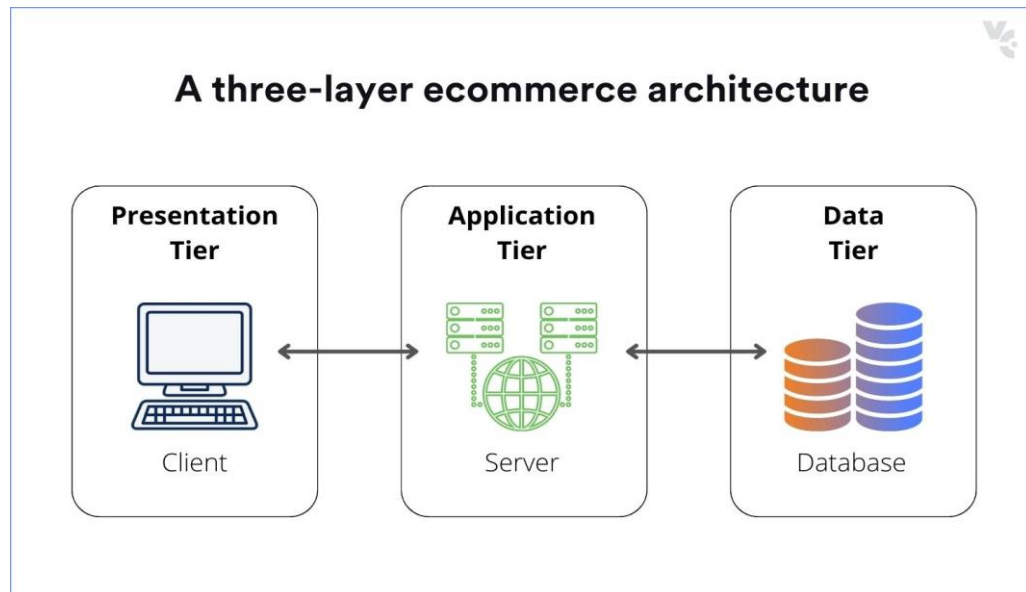 A three-layer ecommerce architecture
Presentation
Tier
Client
Application
Tier
Server
Data
Tier
Database